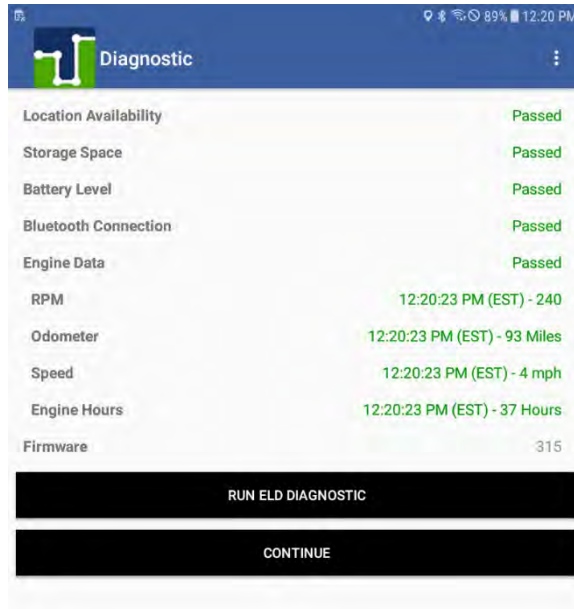 89% 12:20 PM
Diagnostic
Location Availability Passed
Storage Space Passed
Battery Level Passed
Bluetooth Connection Passed
Engine Data Passed
RPM 12:20:23 PM (EST) - 240
Odometer 12:20:23 PM (EST) - 93 Miles
Speed 12:20:23 PM (EST) - 4 mph
Engine Hours 12:20:23 PM (EST) - 37 Hours
Firmware 315
RUN ELD DIAGNOSTIC
CONTINUE